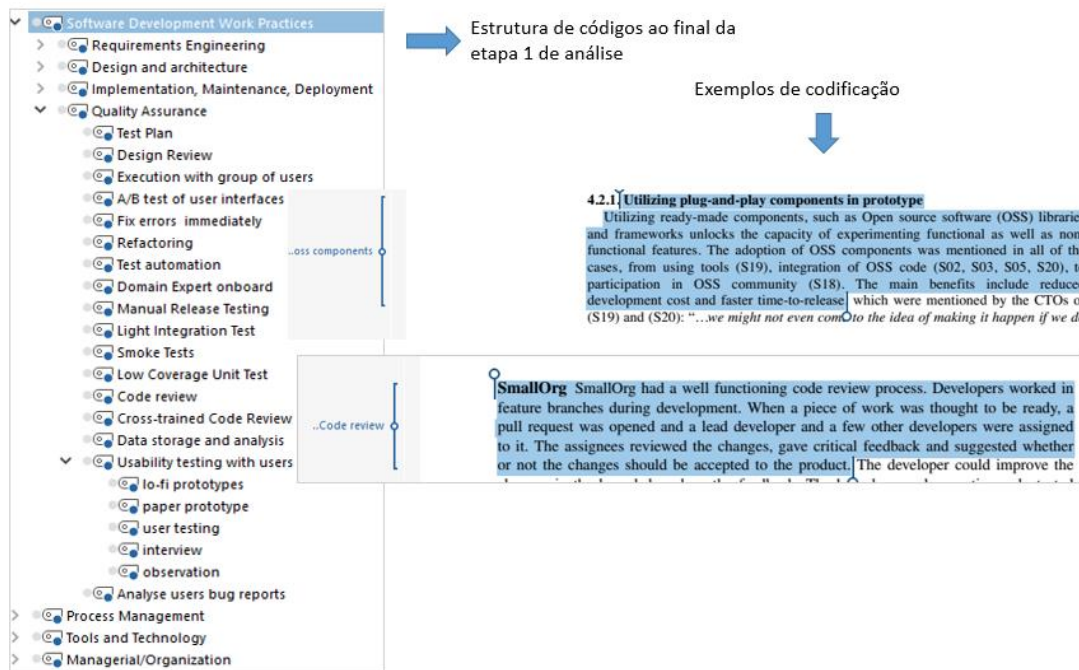 Software Development Work Practices
Requirements Engineering
Design and architecture
Implementation, Maintenance, Deployment
Quality Assurance
Test Plan
Design Review
Execution with group of users
A/B test of user interfaces
Fix errors immediately
Refactoring
Test automation
Domain Expert onboard
Manual Release Testing
Light Integration Test
Smoke Tests
Low Coverage Unit Test
Code review
Cross-trained Code Review
Data storage and analysis
Usability testing with users
lo-fi prototypes
paper prototype
user testing
interview
observation
Analyse users bug reports
Process Management
Tools and Technology
Managerial/Organization
Estrutura de códigos ao final da
etapa 1 de análise
Exemplos de codificação
..oss components
4.2.1. Utilizing plug-and-play components in prototype
Utilizing ready-made components, such as Open source software (OSS) librarie
and frameworks unlocks the capacity of experimenting functional as well as non
functional features. The adoption of OSS components was mentioned in all of th
cases, from using tools (S19), integration of OSS code (S02, S03, S05, S20), t
participation in OSS community (S18). The main benefits include reduce
development cost and faster time-to-release which were mentioned by the CTOs o
(S19) and (S20): “…we might not even come to the idea of making it happen if we d
..Code review
SmallOrg SmallOrg had a well functioning code review process. Developers worked in
feature branches during development. When a piece of work was thought to be ready, a
pull request was opened and a lead developer and a few other developers were assigned
to it. The assignees reviewed the changes, gave critical feedback and suggested whether
or not the changes should be accepted to the product. The developer could improve the